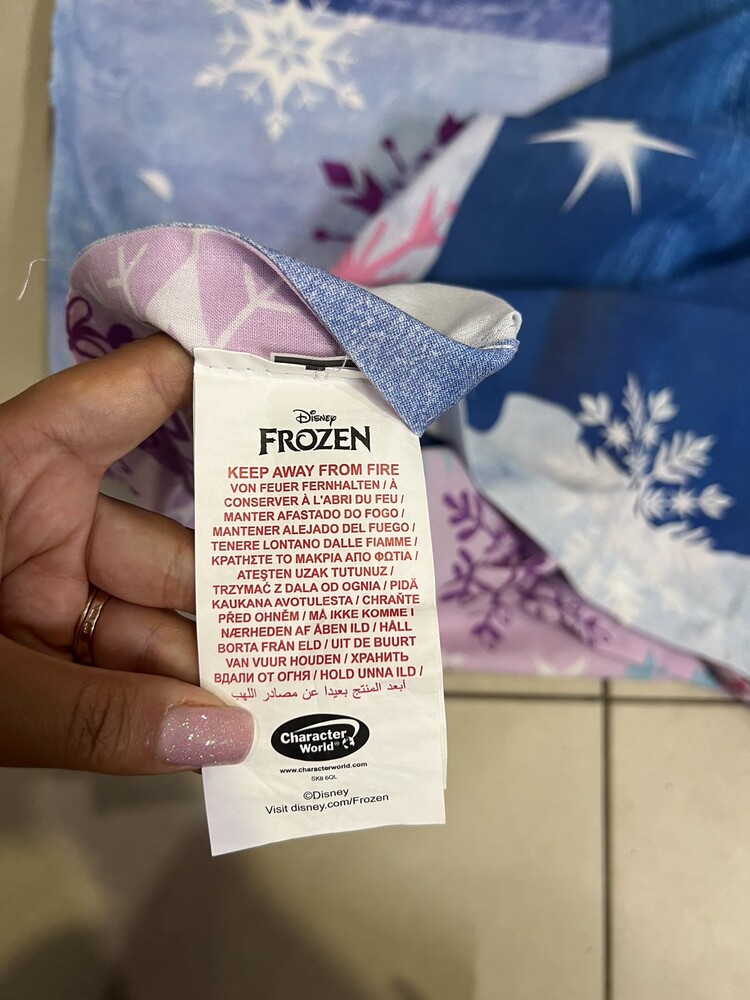 Disney
FROZEN
KEEP AWAY FROM FIRE
VON FEUER FERNHALTEN / À
CONSERVER À L'ABRI DU FEU /
MANTER AFASTADO DO FOGO /
MANTENER ALEJADO DEL FUEGO /
TENERE LONTANO DALLE FIAMME /
ΚΡΑΤΗΣΤΕ ΤΟ ΜΑΚΡΙΑ ΑΠΟ ΦΩΤΙΑ /
ATEŞTEN UZAK TUTUNUZ /
TRZYMAĆ Z DALA OD OGNIA / PIDÄ
KAUKANA AVOTULESTA / CHRAŇTE
PŘED OHNĚM / MÅ IKKE KOMME I
NÆRHEDEN AF ÅBEN ILD / HÅLL
BORTA FRÅN ELD / UIT DE BUURT
VAN VUUR HOUDEN / ХРАНИТЬ
ВДАЛИ ОТ ОГНЯ / HOLD UNNA ILD /
أبعد المنتج بعيدا عن مصادر اللهب
Character
World®
www.characterworld.com
SK8 6QL
©Disney
Visit disney.com/Frozen